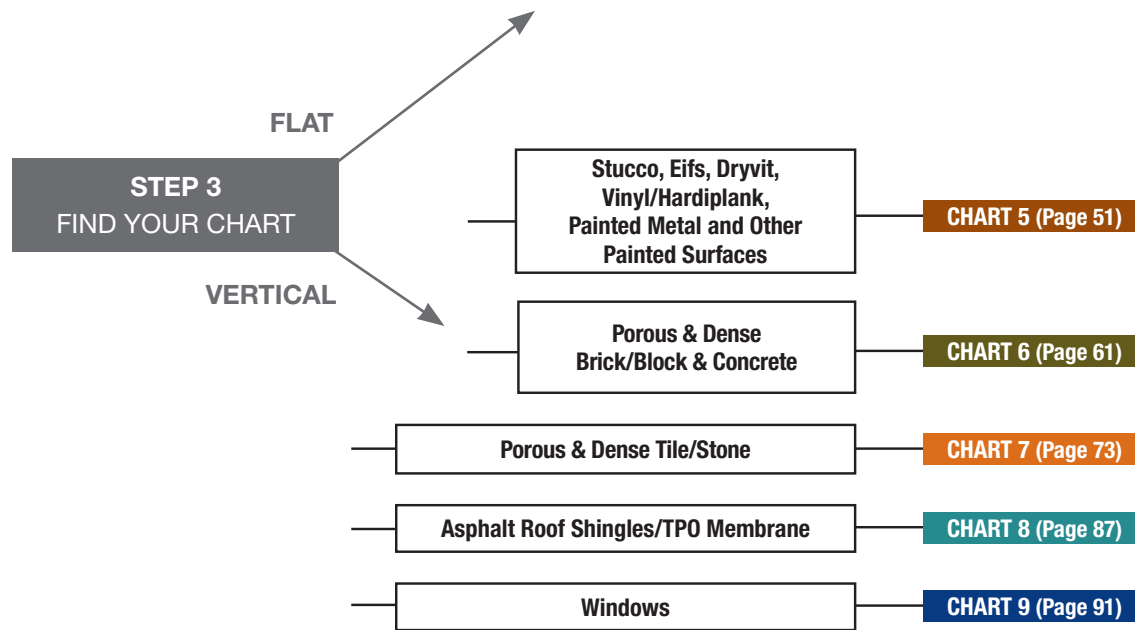 FLAT
STEP 3
FIND YOUR CHART
VERTICAL
Stucco, Eifs, Dryvit,
Vinyl/Hardiplank,
Painted Metal and Other
Painted Surfaces
CHART 5 (Page 51)
Porous & Dense
Brick/Block & Concrete
CHART 6 (Page 61)
Porous & Dense Tile/Stone
CHART 7 (Page 73)
Asphalt Roof Shingles/TPO Membrane
CHART 8 (Page 87)
Windows
CHART 9 (Page 91)